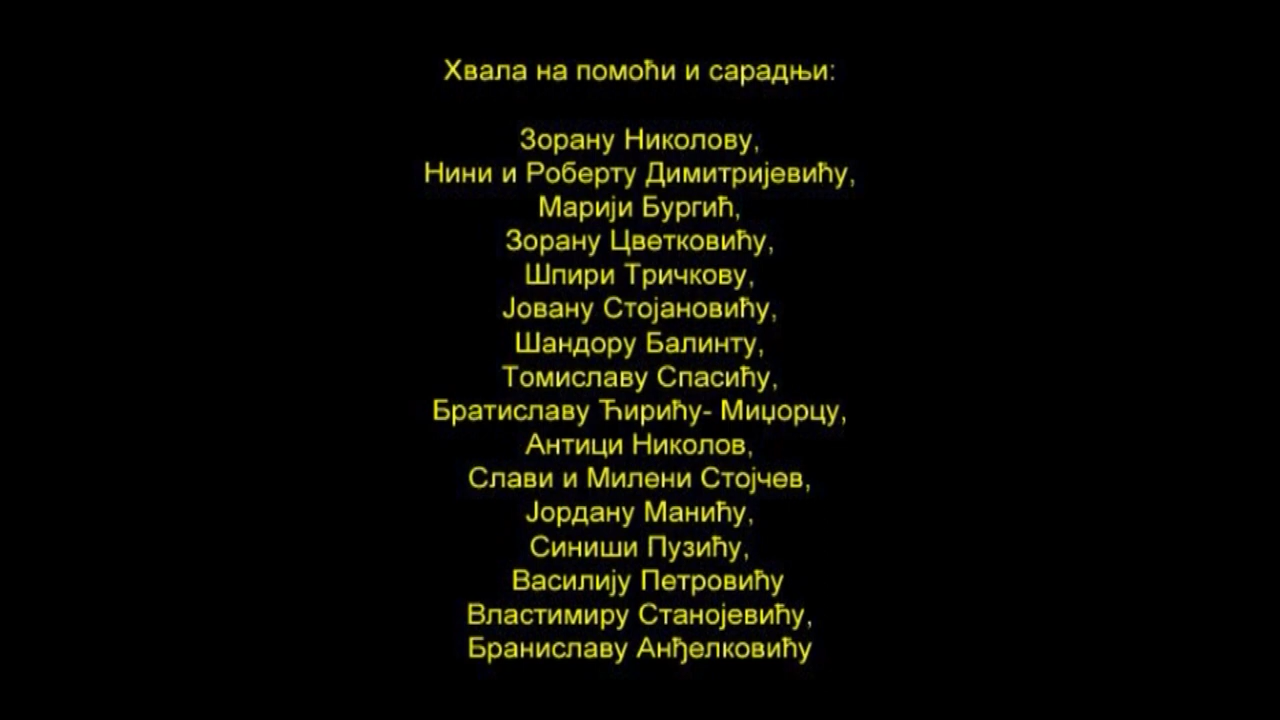 Хвала на помоћи и сарадњи:
Зорану Николову,
Нини и Роберту Димитријевићу,
Марији Бургић,
Зорану Цветковићу,
Шпири Тричкову,
Јовану Стојановићу,
Шандору Балинту,
Томиславу Спасићу,
Братиславу Ћирићу- Миџорцу,
Антици Николов,
Слави и Милени Стојчев,
Јордану Манићу,
Синиши Пузићу,
Василију Петровићу
Властимиру Станојевићу,
Браниславу Анђелковићу